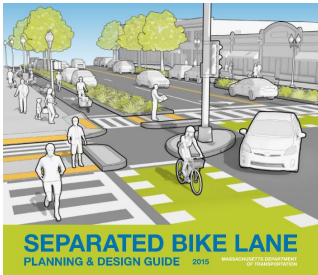 SEPARATED BIKE LANE
PLANNING & DESIGN GUIDE 2015
MASSACHUSETTS DEPARTMENT
OF TRANSPORTATION